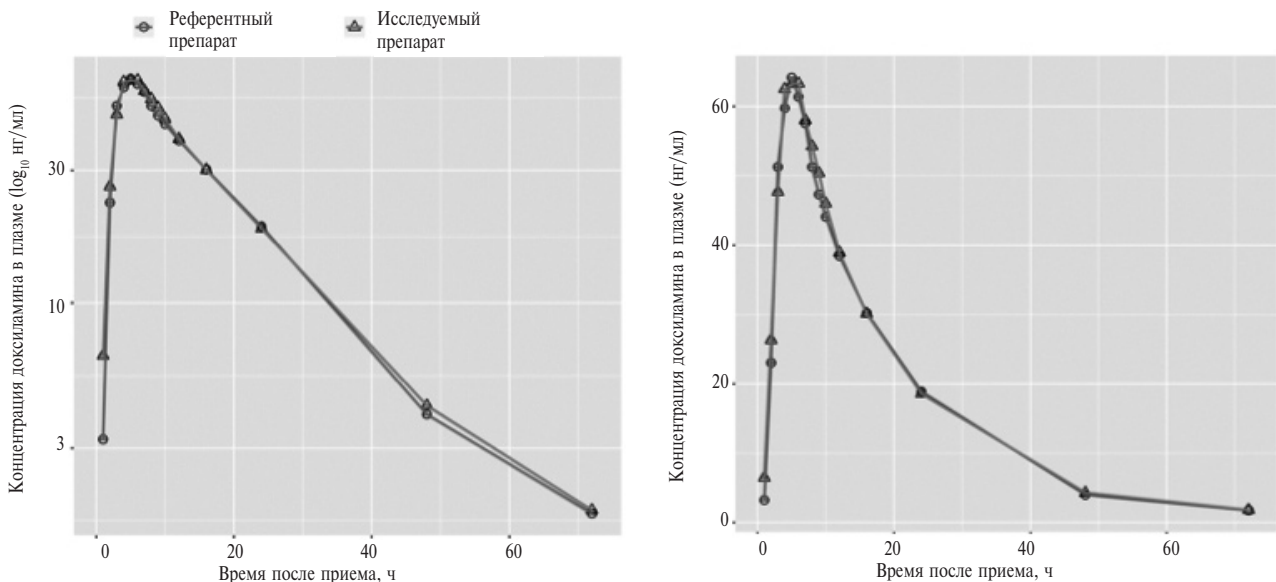 Референтный
препарат
Исследуемый
препарат
Концентрация доксиламина в плазме (log₁₀ нг/мл)
30
10
3
0
20
40
60
Время после приема, ч
Концентрация доксиламина в плазме (нг/мл)
60
40
20
0
0
20
40
60
Время после приема, ч